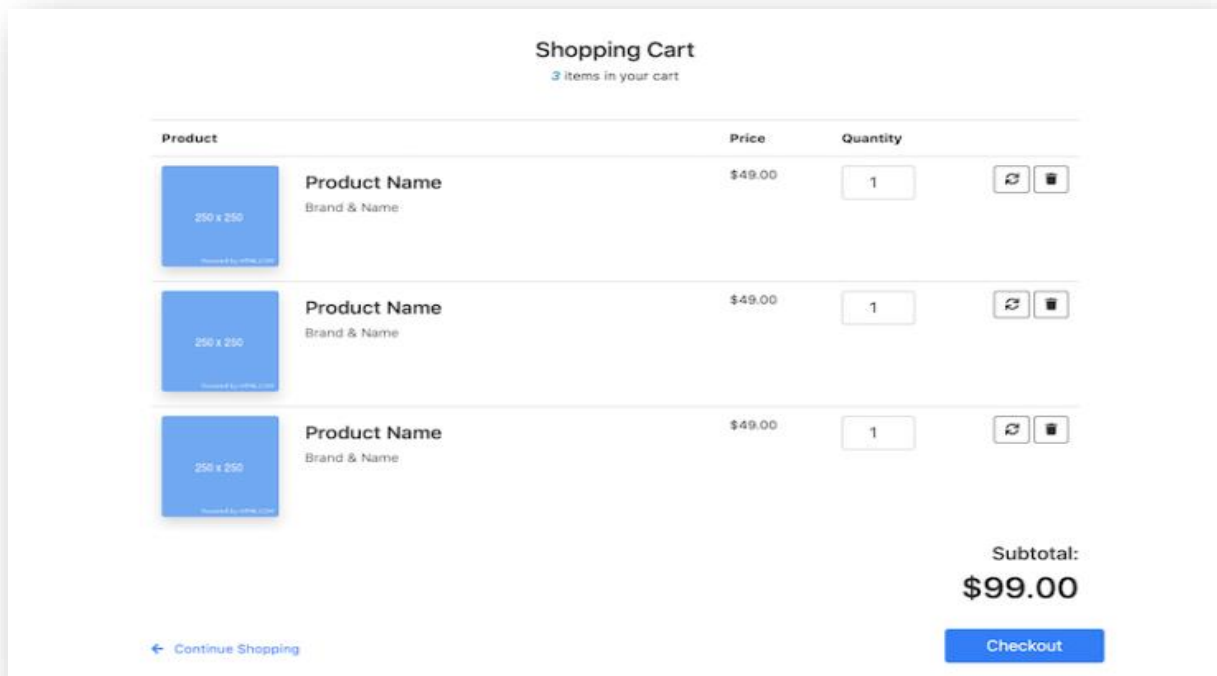 Shopping Cart
3 items in your cart
Product Price Quantity
250 x 250
Product Name
Brand & Name
$49.00
1
250 x 250
Product Name
Brand & Name
$49.00
1
250 x 250
Product Name
Brand & Name
$49.00
1
Subtotal:
$99.00
Continue Shopping
Checkout